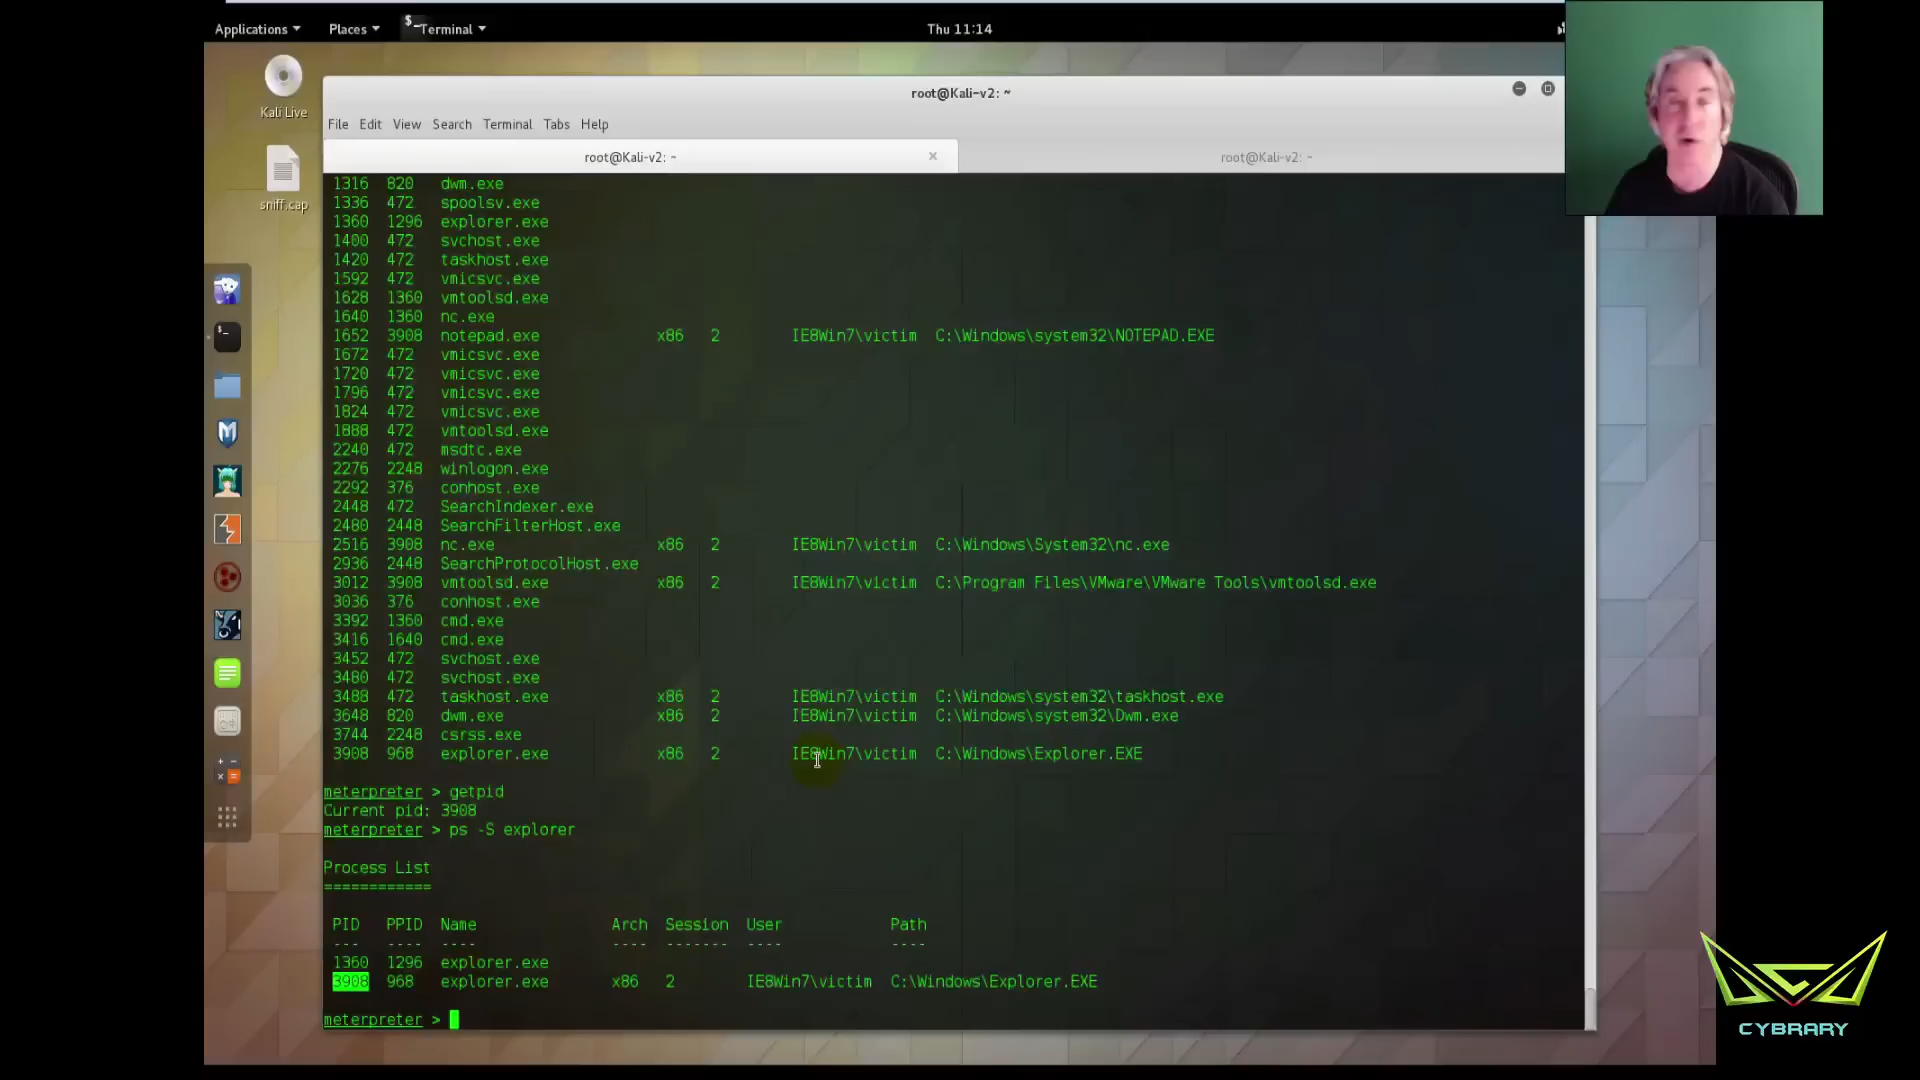 Applications Places Terminal Thu 11:14
Kali Live
sniff.cap
root@Kali-v2: ~
File Edit View Search Terminal Tabs Help
root@Kali-v2: ~ × root@Kali-v2: ~
1316 820 dwm.exe
1336 472 spoolsv.exe
1360 1296 explorer.exe
1400 472 svchost.exe
1420 472 taskhost.exe
1592 472 vmicsvc.exe
1628 1360 vmtoolsd.exe
1640 1360 nc.exe
1652 3908 notepad.exe x86 2 IE8Win7\victim C:\Windows\system32\NOTEPAD.EXE
1672 472 vmicsvc.exe
1720 472 vmicsvc.exe
1796 472 vmicsvc.exe
1824 472 vmicsvc.exe
1888 472 vmtoolsd.exe
2240 472 msdtc.exe
2276 2248 winlogon.exe
2292 376 conhost.exe
2448 472 SearchIndexer.exe
2480 2448 SearchFilterHost.exe
2516 3908 nc.exe x86 2 IE8Win7\victim C:\Windows\System32\nc.exe
2936 2448 SearchProtocolHost.exe
3012 3908 vmtoolsd.exe x86 2 IE8Win7\victim C:\Program Files\VMware\VMware Tools\vmtoolsd.exe
3036 376 conhost.exe
3392 1360 cmd.exe
3416 1640 cmd.exe
3452 472 svchost.exe
3480 472 svchost.exe
3488 472 taskhost.exe x86 2 IE8Win7\victim C:\Windows\system32\taskhost.exe
3648 820 dwm.exe x86 2 IE8Win7\victim C:\Windows\system32\Dwm.exe
3744 2248 csrss.exe
3908 968 explorer.exe x86 2 IE8Win7\victim C:\Windows\Explorer.EXE
meterpreter > getpid
Current pid: 3908
meterpreter > ps -S explorer
Process List
============
PID PPID Name Arch Session User Path
--- ---- ---- ---- ------- ---- ----
1360 1296 explorer.exe
3908 968 explorer.exe x86 2 IE8Win7\victim C:\Windows\Explorer.EXE
meterpreter >
CYBRARY